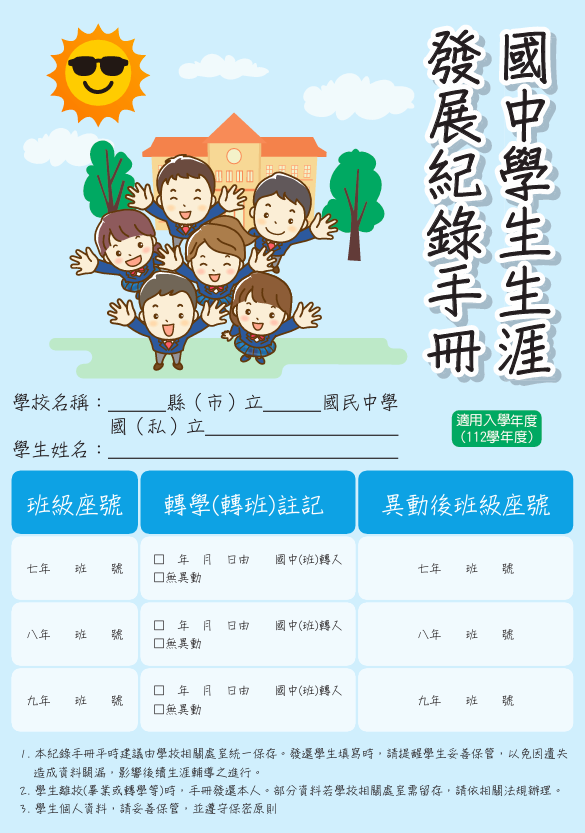 國中學生生涯
發展紀錄手冊
學校名稱：______縣（市）立______國民中學
國（私）立____________________
學生姓名：______________________________
適用入學年度
（112學年度）
班級座號 轉學(轉班)註記 異動後班級座號
七年 班 號 □ 年 月 日由 國中(班)轉入 七年 班 號
□無異動
八年 班 號 □ 年 月 日由 國中(班)轉入 八年 班 號
□無異動
九年 班 號 □ 年 月 日由 國中(班)轉入 九年 班 號
□無異動
1. 本紀錄手冊平時建議由學校相關處室統一保存。發還學生填寫時，請提醒學生妥善保管，以免因遺失
造成資料闕漏，影響後續生涯輔導之進行。
2. 學生離校(畢業或轉學等)時，手冊發還本人。部分資料若學校相關處室需留存，請依相關法規辦理。
3. 學生個人資料，請妥善保管，並遵守保密原則